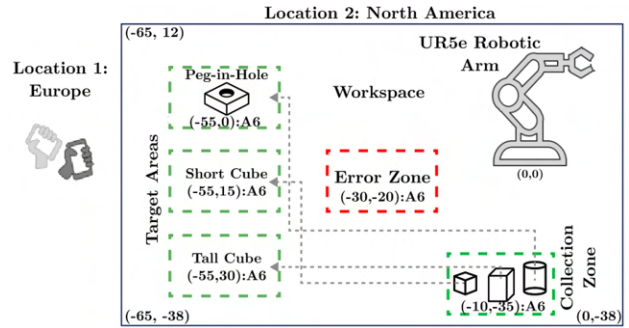 Location 2: North America
(-65, 12)
UR5e Robotic
Arm
Location 1:
Europe
Peg-in-Hole
(-55,0):A6
Workspace
Target Areas
Short Cube
(-55,15):A6
Error Zone
(-30,-20):A6
(0,0)
Tall Cube
(-55,30):A6
Collection
Zone
(-10,-35):A6
(-65, -38)
(0,-38)